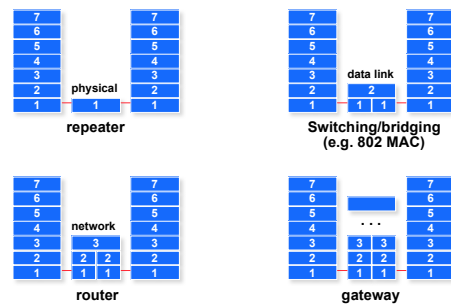 7 7
6 6
5 5
4 4
3 3
2 physical 2
1 1 1
repeater
7 7
6 6
5 5
4 4
3 data link 3
2 2 2
1 1 1 1
Switching/bridging
(e.g. 802 MAC)
7 7
6 6
5 5
4 network 4
3 3 3
2 2 2 2
1 1 1 1
router
7 7
6 6
5 5
4 . . . 4
3 3 3 3
2 2 2 2
1 1 1 1
gateway